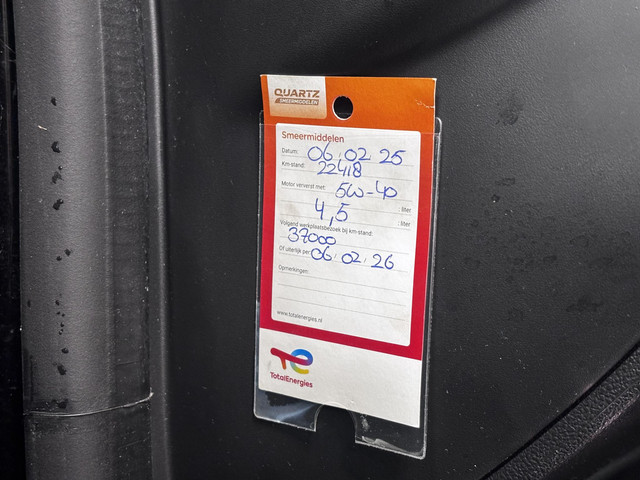 QUARTZ
SMEERMIDDELEN
Smeermiddelen
Datum: 06.02 25
Km-stand: 22418
Motor ververst met: 5W-40
: liter
4,5 : liter
Volgend werkplaatsbezoek bij km-stand:
37000
Of uiterlijk per: 06.02.26
Opmerkingen:
www.totalenergies.nl
TotalEnergies